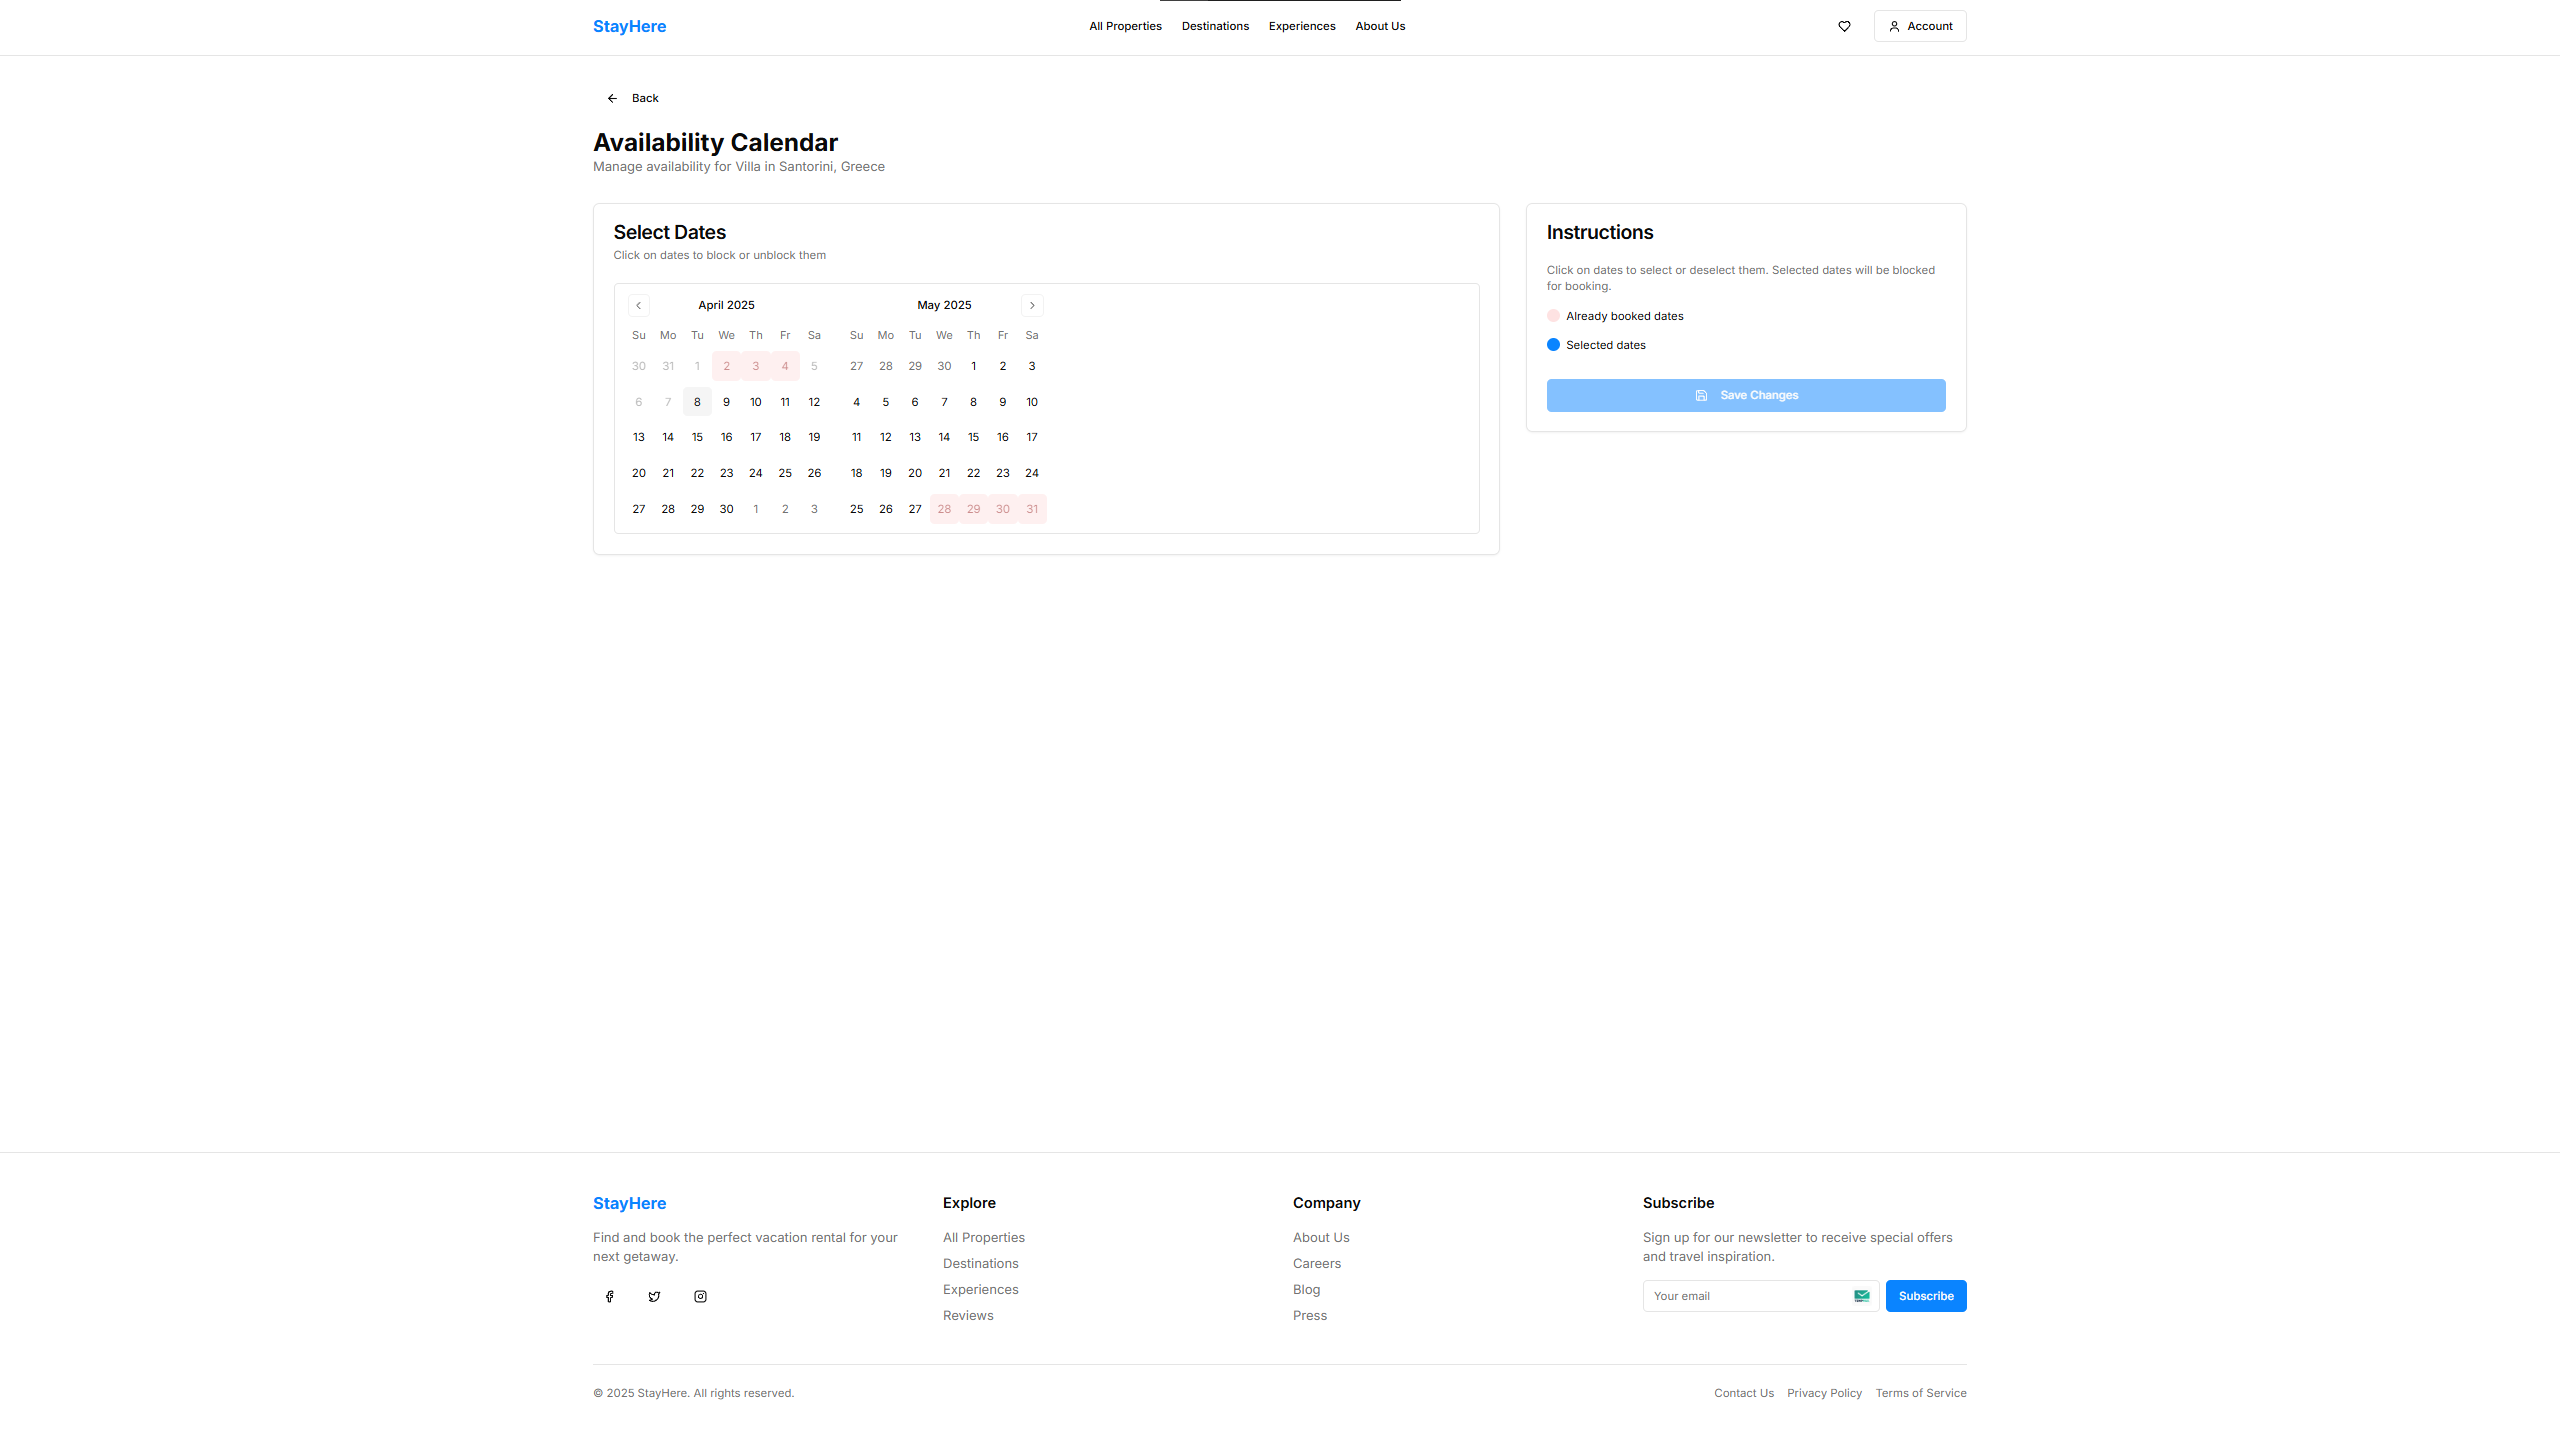 StayHere
All Properties Destinations Experiences About Us
Account
Back
Availability Calendar
Manage availability for Villa in Santorini, Greece
Select Dates
Click on dates to block or unblock them
April 2025
Su Mo Tu We Th Fr Sa
30 31 1 2 3 4 5
6 7 8 9 10 11 12
13 14 15 16 17 18 19
20 21 22 23 24 25 26
27 28 29 30 1 2 3
May 2025
Su Mo Tu We Th Fr Sa
27 28 29 30 1 2 3
4 5 6 7 8 9 10
11 12 13 14 15 16 17
18 19 20 21 22 23 24
25 26 27 28 29 30 31
Instructions
Click on dates to select or deselect them. Selected dates will be blocked
for booking.
Already booked dates
Selected dates
Save Changes
StayHere
Find and book the perfect vacation rental for your
next getaway.
Explore
All Properties
Destinations
Experiences
Reviews
Company
About Us
Careers
Blog
Press
Subscribe
Sign up for our newsletter to receive special offers
and travel inspiration.
Your email
Subscribe
© 2025 StayHere. All rights reserved.
Contact Us Privacy Policy Terms of Service